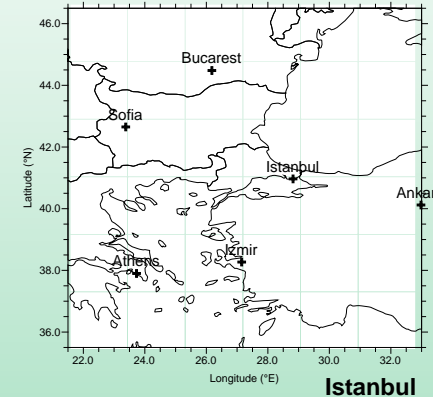 46.0
Bucarest
44.0
Sofia
42.0
Istanbul
Ankar
40.0
Izmir
Athens
38.0
36.0
Latitude (°N)
22.0 24.0 26.0 28.0 30.0 32.0
Longitude (°E)
Istanbul